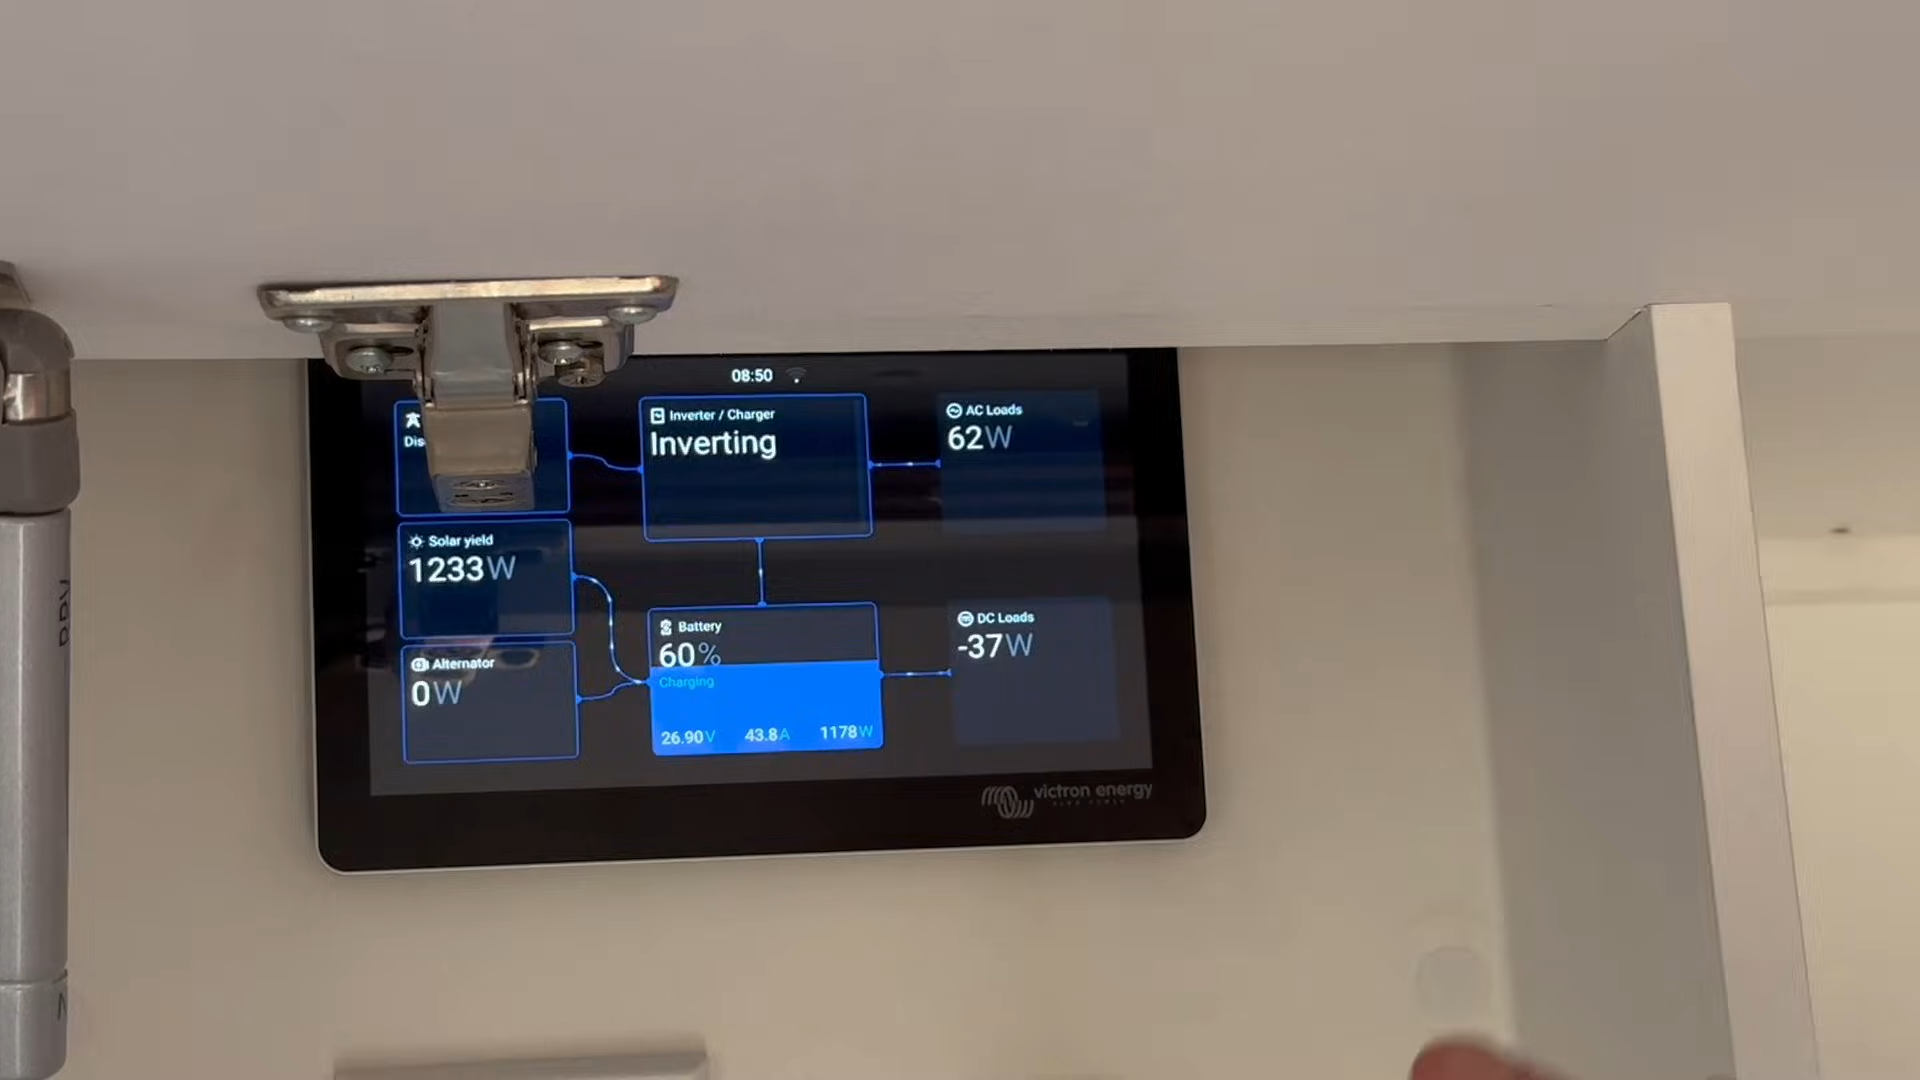 08:50
Dis
Inverter / Charger
Inverting
AC Loads
62W
Solar yield
1233W
Alternator
0W
Battery
60%
Charging
26.90V 43.8A 1178W
DC Loads
-37W
victron energy